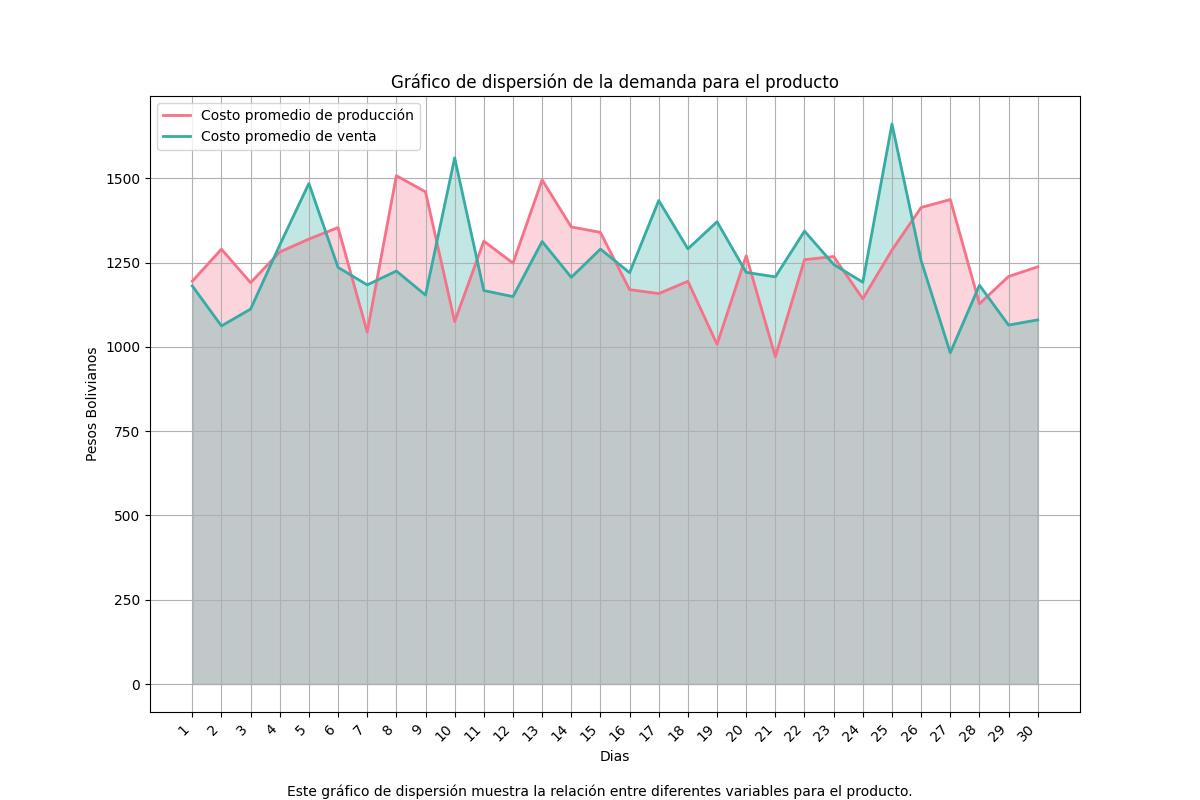 Gráfico de dispersión de la demanda para el producto
Costo promedio de producción
Costo promedio de venta
Pesos Bolivianos
1500
1250
1000
750
500
250
0
1 2 3 4 5 6 7 8 9 10 11 12 13 14 15 16 17 18 19 20 21 22 23 24 25 26 27 28 29 30
Dias
Este gráfico de dispersión muestra la relación entre diferentes variables para el producto.